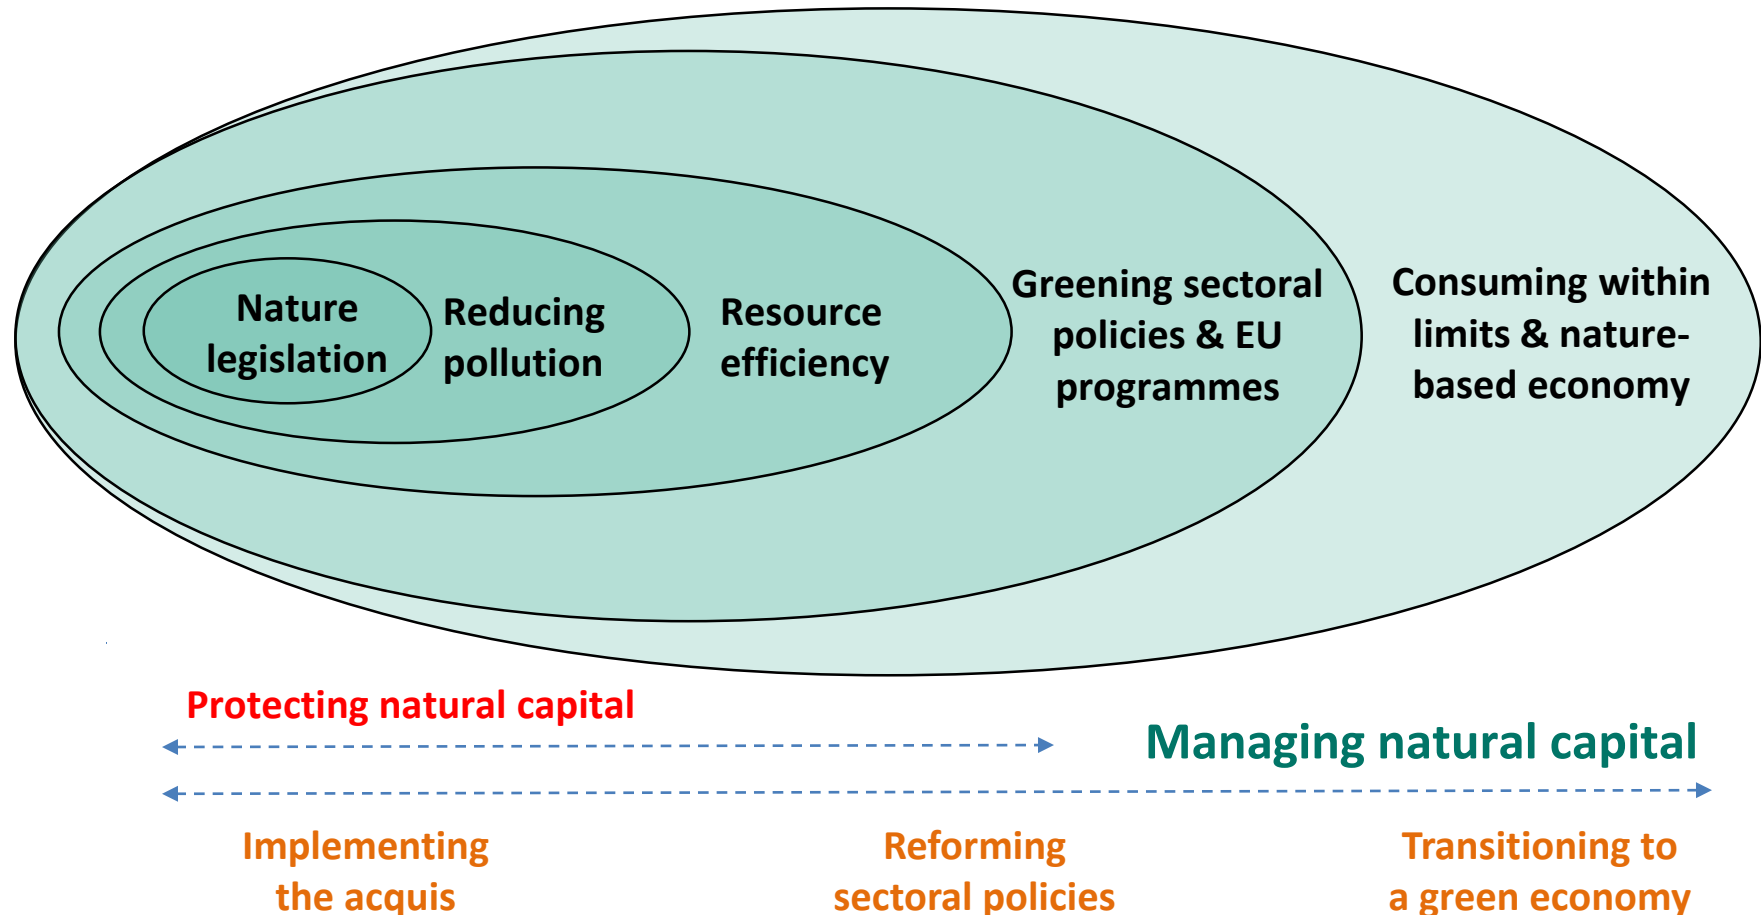 Nature
legislation
Reducing
pollution
Resource
efficiency
Greening sectoral
policies & EU
programmes
Consuming within
limits & nature-
based economy
Protecting natural capital
Managing natural capital
Implementing
the acquis
Reforming
sectoral policies
Transitioning to
a green economy